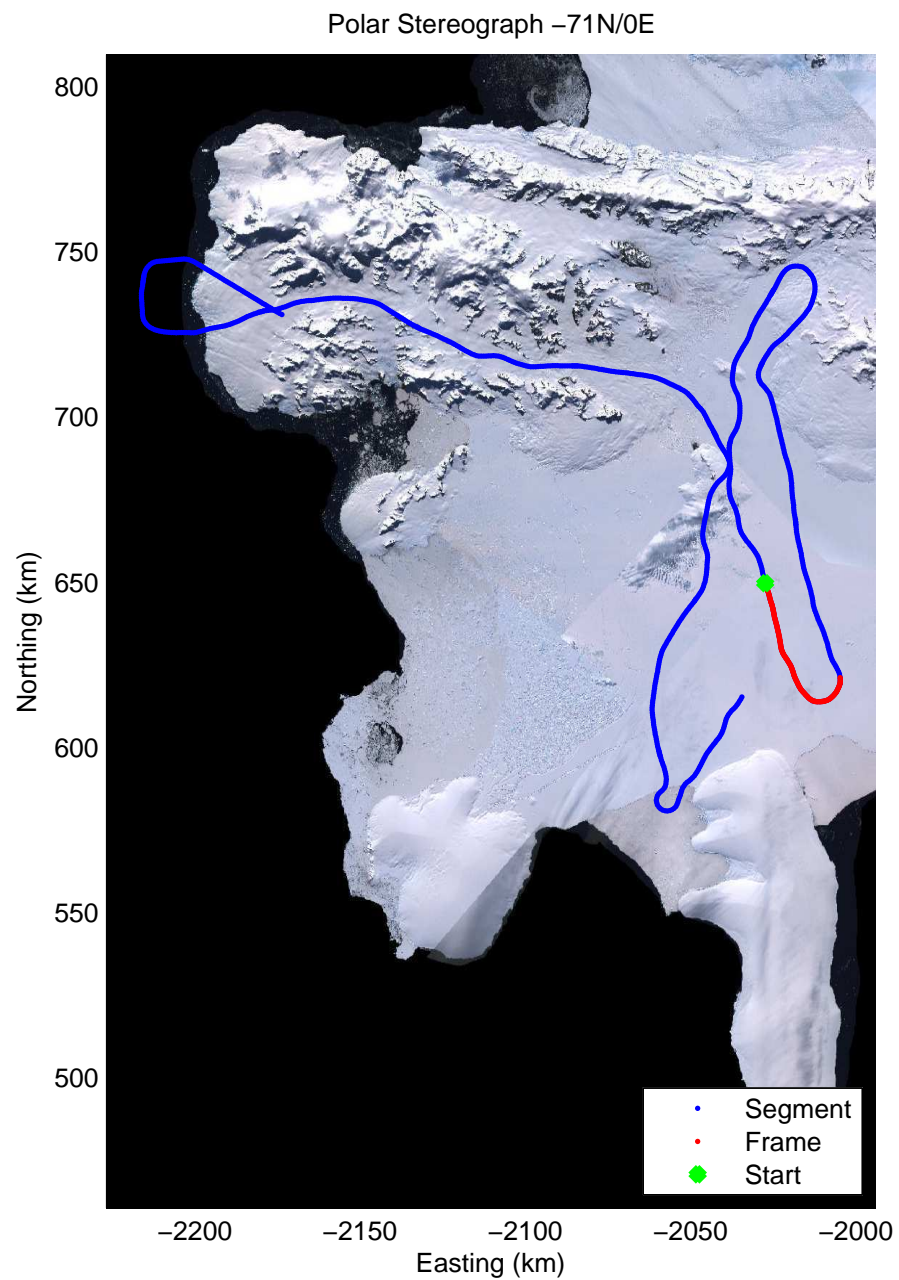 Polar Stereograph −71N/0E
800
750
700
650
600
550
500
Northing (km)
−2200 −2150 −2100 −2050 −2000
Easting (km)
Segment
Frame
Start